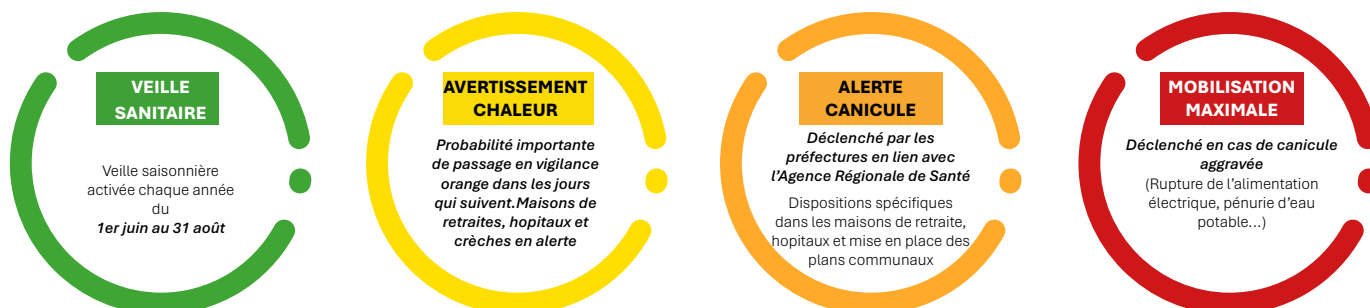 VEILLE
SANITAIRE
Veille saisonnière
activée chaque année
du
1er juin au 31 août
AVERTISSEMENT
CHALEUR
Probabilité importante
de passage en vigilance
orange dans les jours
qui suivent.Maisons de
retraites, hopitaux et
crèches en alerte
ALERTE
CANICULE
Déclenché par les
préfectures en lien avec
l'Agence Régionale de Santé
Dispositions spécifiques
dans les maisons de retraite,
hopitaux et mise en place des
plans communaux
MOBILISATION
MAXIMALE
Déclenché en cas de canicule
aggravée
(Rupture de l'alimentation
électrique, pénurie d'eau
potable...)